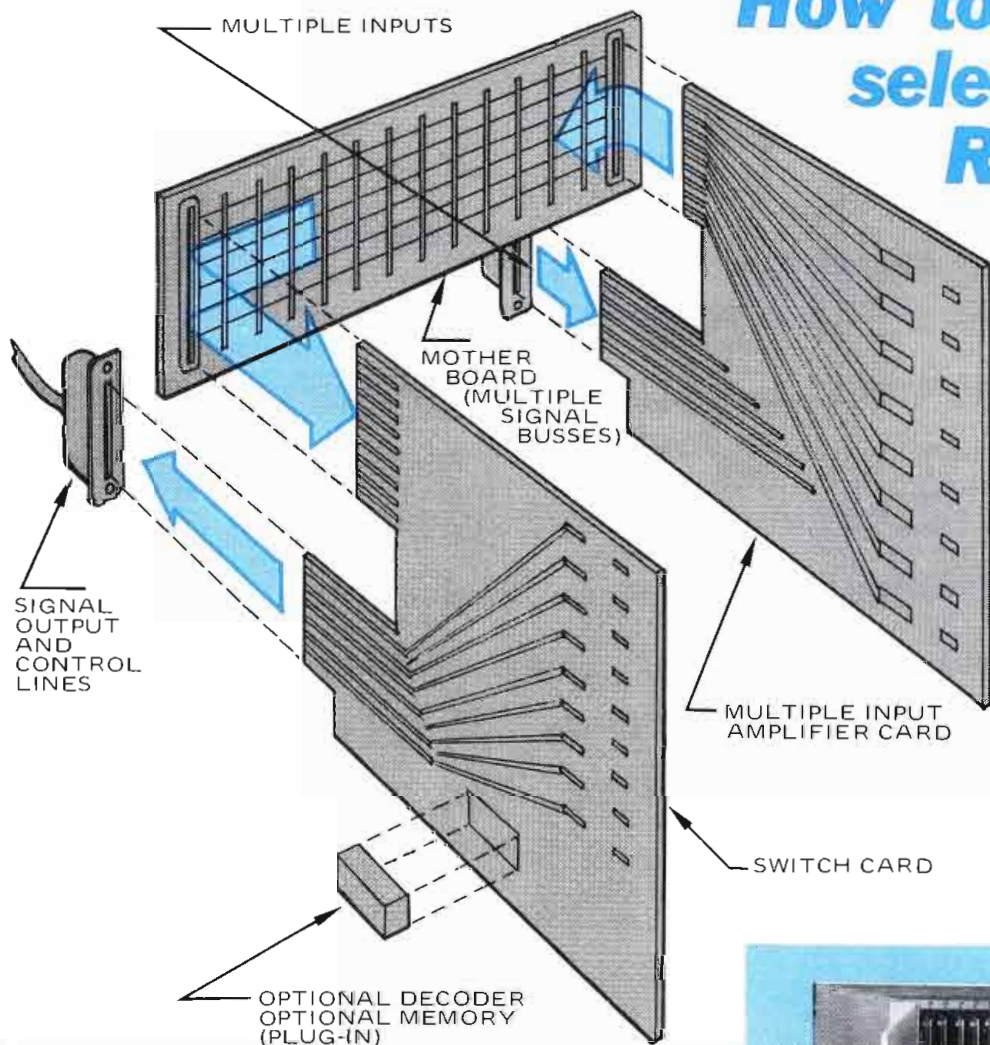 How to
sele
R
MULTIPLE INPUTS
MOTHER
BOARD
(MULTIPLE
SIGNAL
BUSSES)
SIGNAL
OUTPUT
AND
CONTROL
LINES
MULTIPLE INPUT
AMPLIFIER CARD
SWITCH CARD
OPTIONAL DECODER
OPTIONAL MEMORY
(PLUG-IN)